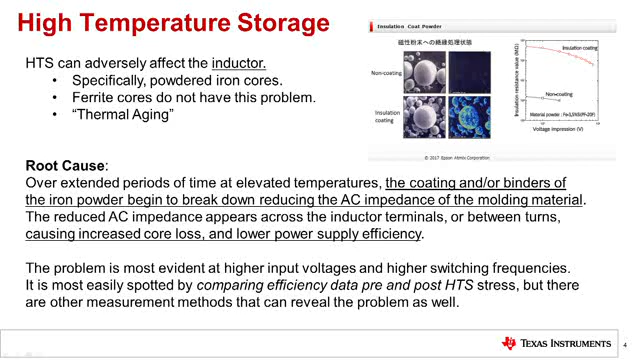 High Temperature Storage
HTS can adversely affect the inductor.
• Specifically, powdered iron cores.
• Ferrite cores do not have this problem.
• “Thermal Aging”
Insulation Coat Powder
磁性粉末への絶縁処理状態
Non-coating
Insulation
coating
Insulation resistance value (MΩ)
Insulation coating
Non-coating
Voltage impression (V)
© 2017 Epson Atmix Corporation
Root Cause:
Over extended periods of time at elevated temperatures, the coating and/or binders of
the iron powder begin to break down reducing the AC impedance of the molding material.
The reduced AC impedance appears across the inductor terminals, or between turns,
causing increased core loss, and lower power supply efficiency.
The problem is most evident at higher input voltages and higher switching frequencies.
It is most easily spotted by comparing efficiency data pre and post HTS stress, but there
are other measurement methods that can reveal the problem as well.
TEXAS INSTRUMENTS
4